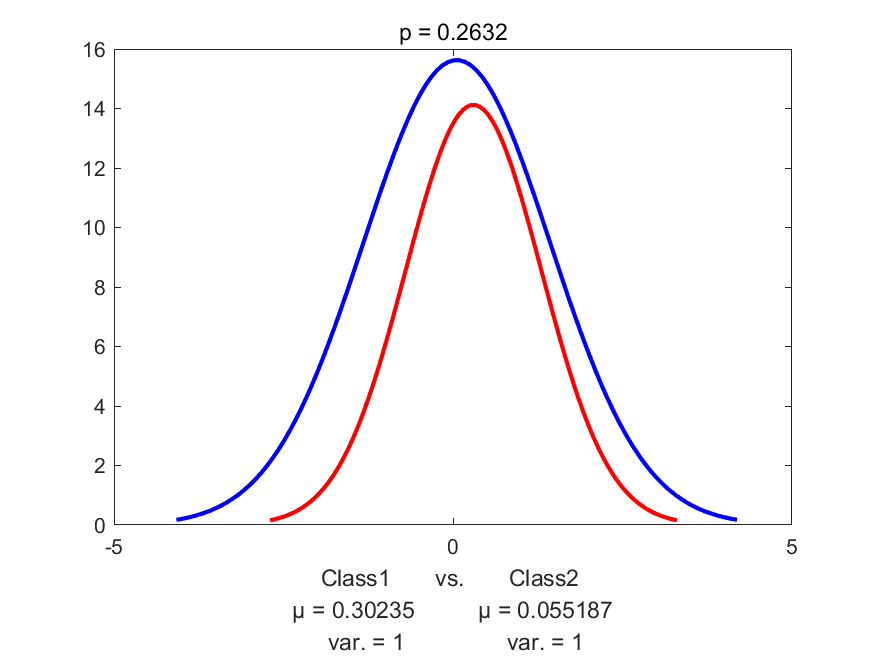 p = 0.2632
16
14
12
10
8
6
4
2
0
-5 0 5
Class1 vs. Class2
μ = 0.30235 μ = 0.055187
var. = 1 var. = 1